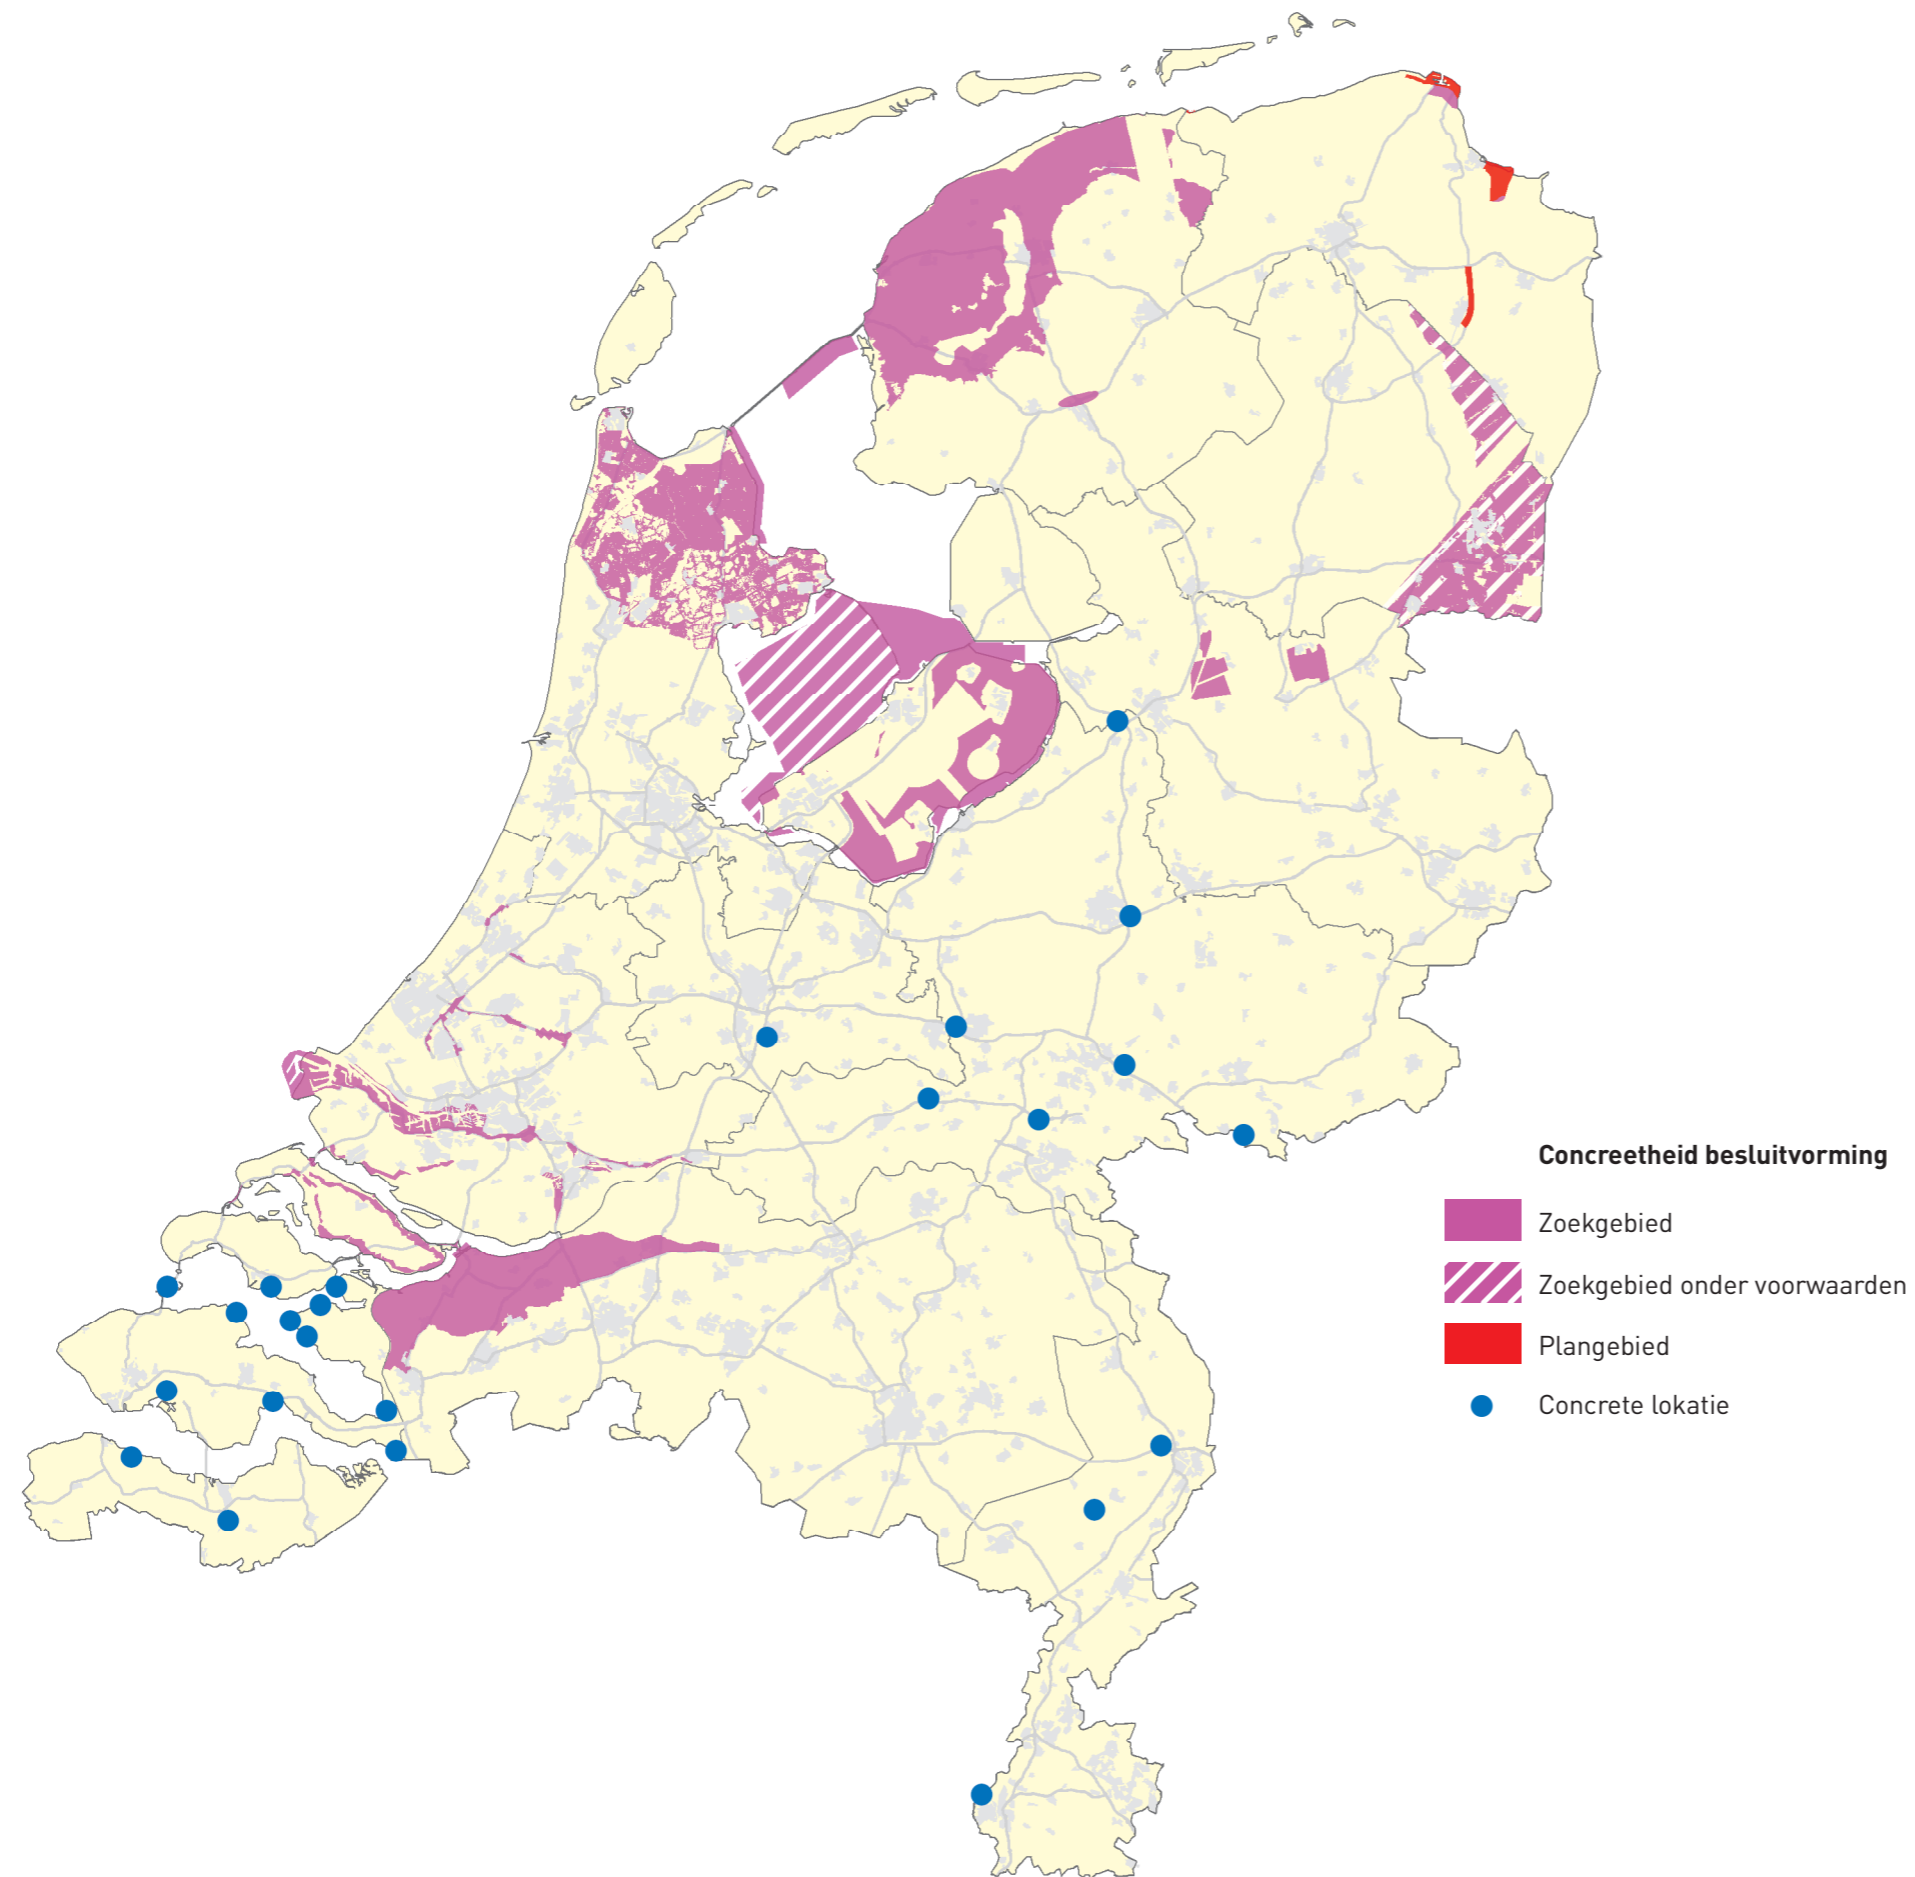 Concreetheid besluitvorming
Zoekgebied
Zoekgebied onder voorwaarden
Plangebied
Concrete lokatie